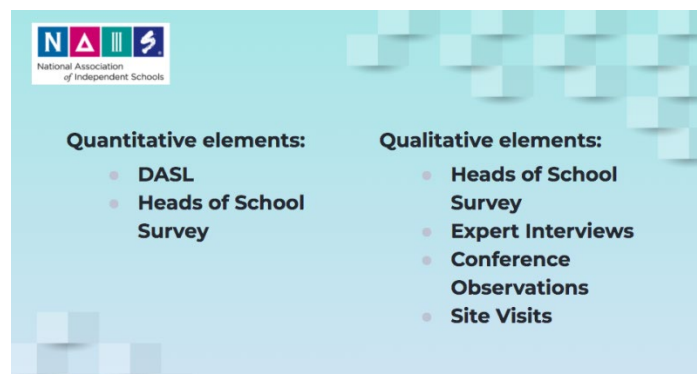 NAIS
National Association
of Independent Schools
Quantitative elements:
DASL
Heads of School
Survey
Qualitative elements:
Heads of School
Survey
Expert Interviews
Conference
Observations
Site Visits